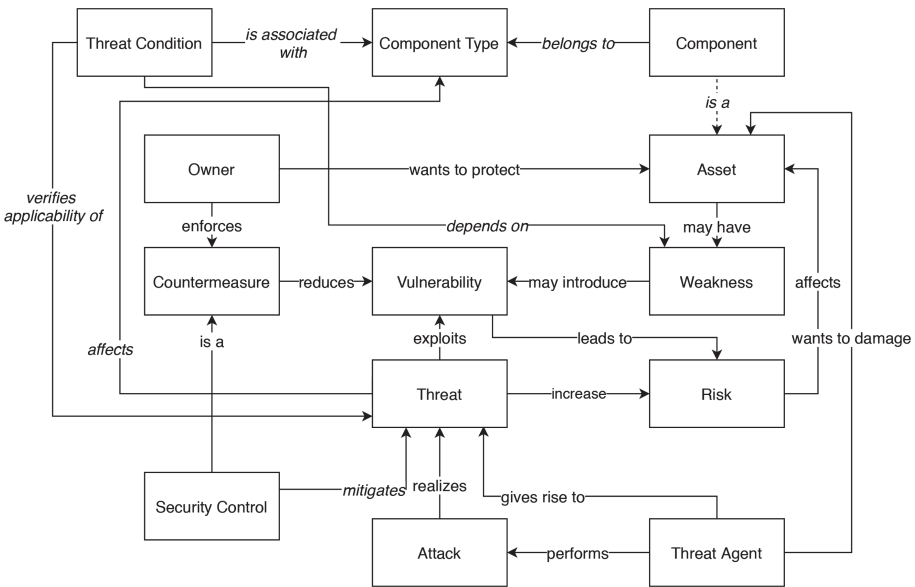 Threat Condition
is associated
with
Component Type
belongs to
Component
is a
Owner
wants to protect
Asset
verifies
applicability of
enforces
depends on
may have
Countermeasure
reduces
Vulnerability
may introduce
Weakness
affects
is a
exploits
leads to
wants to damage
affects
Threat
increase
Risk
Security Control
mitigates
realizes
gives rise to
Attack
performs
Threat Agent